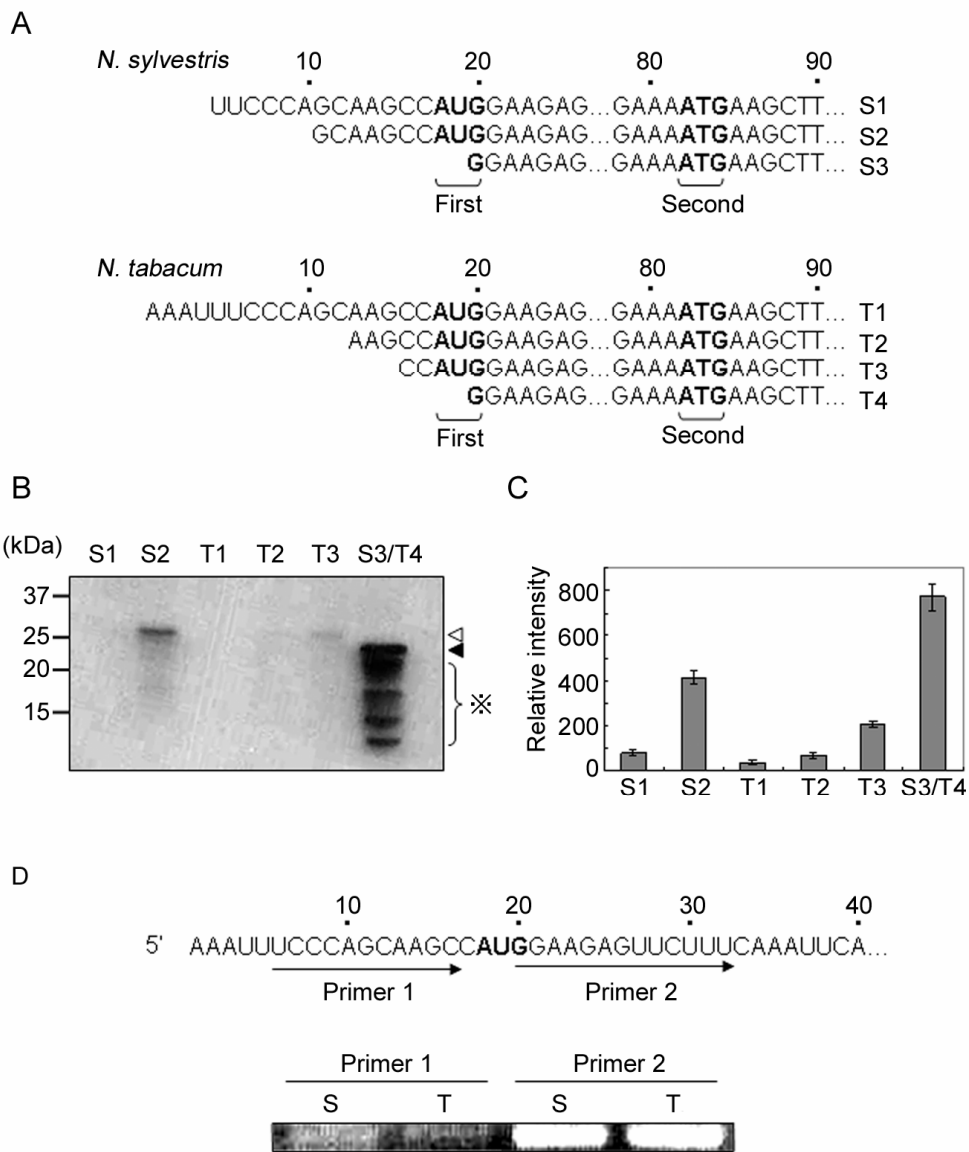 A
N. sylvestris 10 20 80 90
UUCCCAGCAAGCCAUGGAAGAG...GAAAATGAAGCTT... S1
GCAAGCCAUGGAAGAG...GAAAATGAAGCTT... S2
GGAAGAG...GAAAATGAAGCTT... S3
First Second
N. tabacum 10 20 80 90
AAAUUUCCCAGCAAGCCAUGGAAGAG...GAAAATGAAGCTT... T1
AAGCCAUGGAAGAG...GAAAATGAAGCTT... T2
CCAUGGAAGAG...GAAAATGAAGCTT... T3
GGAAGAG...GAAAATGAAGCTT... T4
First Second
B
(kDa) S1 S2 T1 T2 T3 S3/T4
37
25
20
15
※
C
Relative intensity
800
600
400
200
0
S1 S2 T1 T2 T3 S3/T4
D
10 20 30 40
5' AAAUUUCCCAGCAAGCCAUGGAAGAGUUCUUUCAAAUUCA...
Primer 1 Primer 2
Primer 1 Primer 2
S T S T